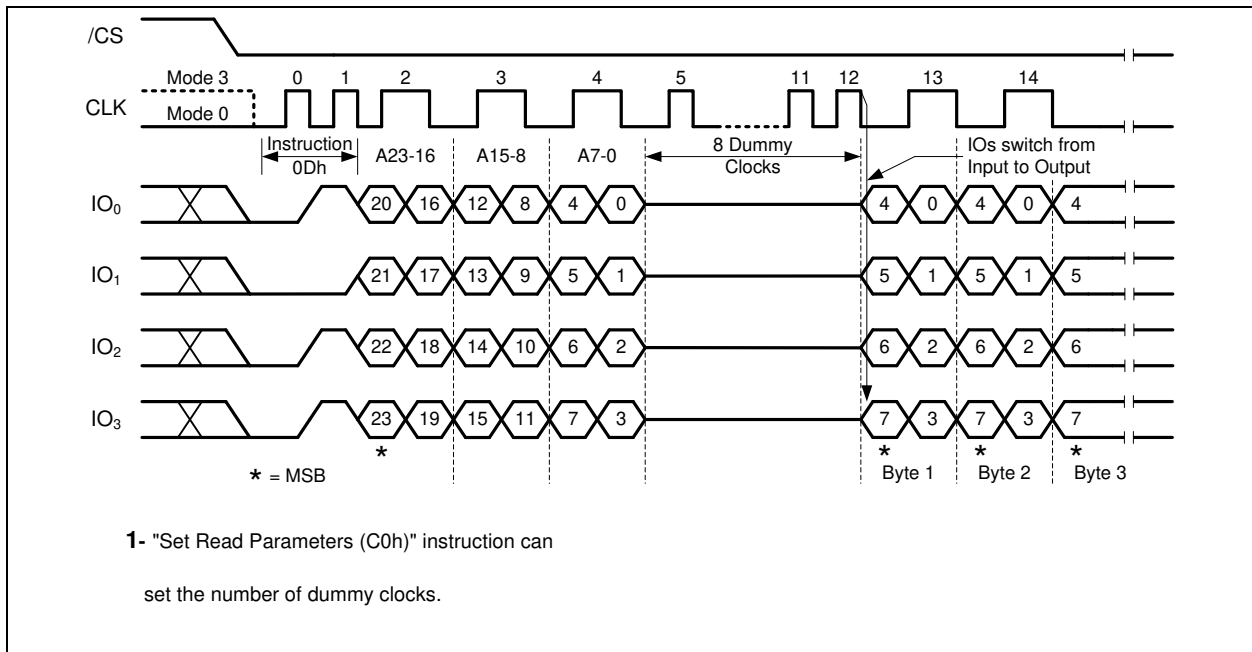 /CS
Mode 3 0 1 2 3 4 5 11 12 13 14
CLK Mode 0
Instruction 0Dh A23-16 A15-8 A7-0 8 Dummy Clocks IOs switch from
Input to Output
IO₀ 20 16 12 8 4 0 4 0 4 0 4
IO₁ 21 17 13 9 5 1 5 1 5 1 5
IO₂ 22 18 14 10 6 2 6 2 6 2 6
IO₃ 23 19 15 11 7 3 7 3 7 3 7
* * * *
* = MSB Byte 1 Byte 2 Byte 3
1- "Set Read Parameters (C0h)" instruction can
set the number of dummy clocks.